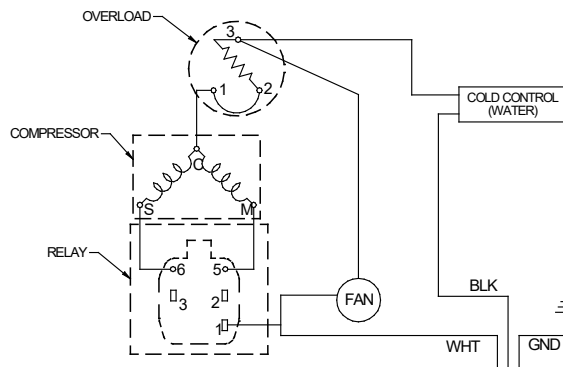 OVERLOAD
3
1
2
COLD CONTROL
(WATER)
COMPRESSOR
C
S
M
RELAY
6
5
3
2
1
FAN
BLK
WHT
GND